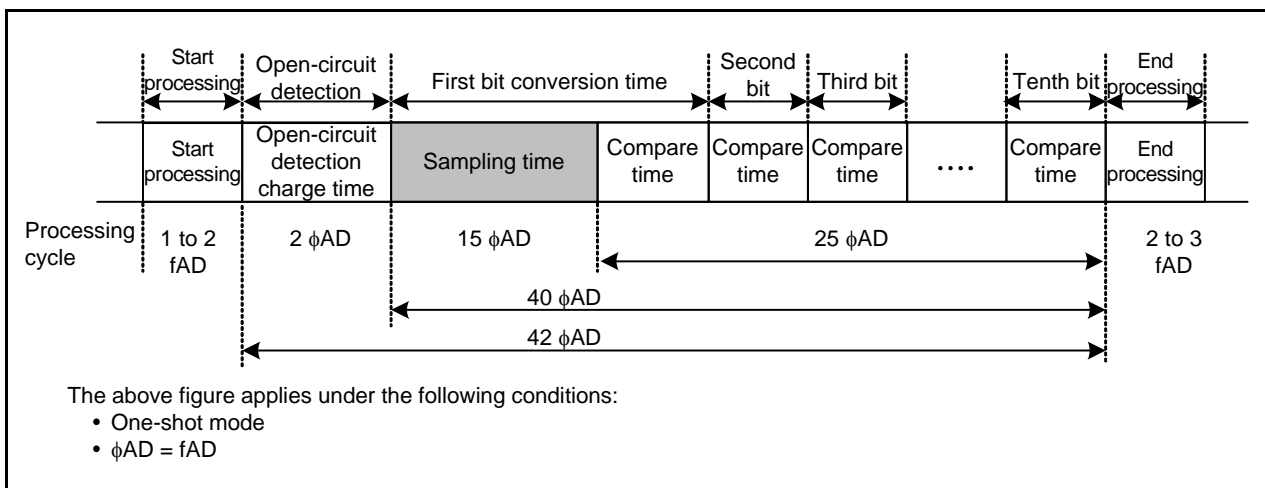 Start processing
Open-circuit detection
First bit conversion time
Second bit
Third bit
Tenth bit
End processing
Start processing
Open-circuit detection charge time
Sampling time
Compare time
Compare time
Compare time
....
Compare time
End processing
Processing cycle
1 to 2 fAD
2 ϕAD
15 ϕAD
25 ϕAD
2 to 3 fAD
40 ϕAD
42 ϕAD
The above figure applies under the following conditions:
• One-shot mode
• ϕAD = fAD